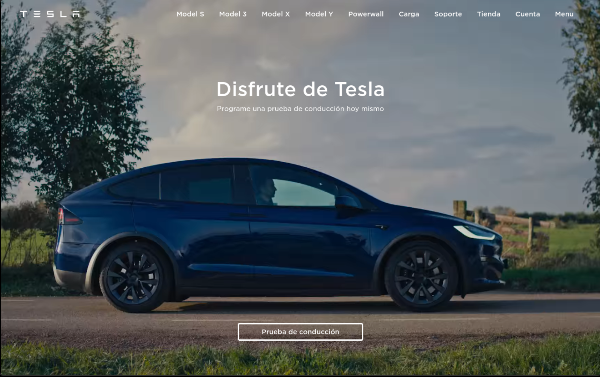 TESLA
Model S Model 3 Model X Model Y Powerwall Carga Soporte Tienda Cuenta Menu
Disfrute de Tesla
Programe una prueba de conducción hoy mismo
Prueba de conducción